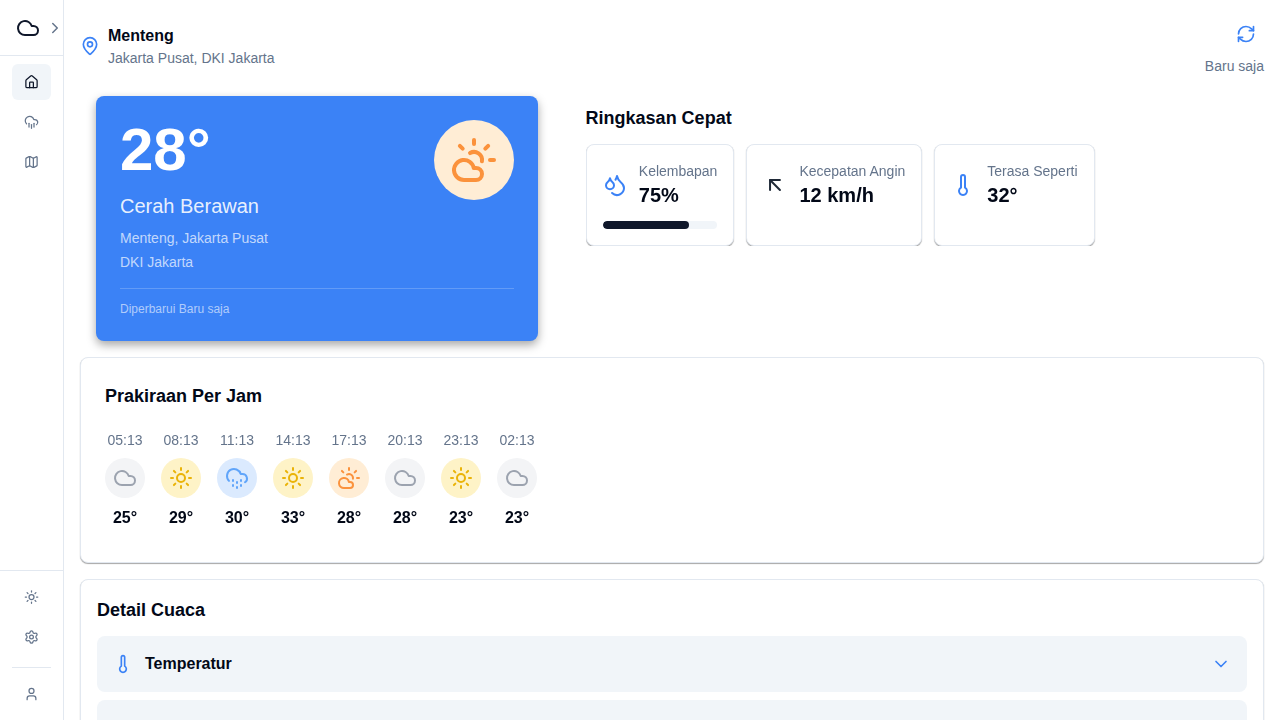 Menteng
Jakarta Pusat, DKI Jakarta
Baru saja
28°
Cerah Berawan
Menteng, Jakarta Pusat
DKI Jakarta
Diperbarui Baru saja
Ringkasan Cepat
Kelembapan
75%
Kecepatan Angin
12 km/h
Terasa Seperti
32°
Prakiraan Per Jam
05:13 08:13 11:13 14:13 17:13 20:13 23:13 02:13
25° 29° 30° 33° 28° 28° 23° 23°
Detail Cuaca
Temperatur